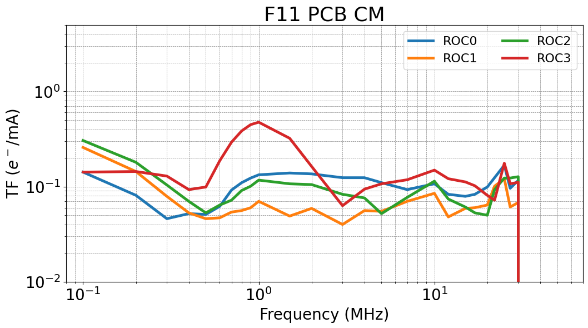 F11 PCB CM
ROC0
ROC1
ROC2
ROC3
TF (e⁻/mA)
10⁰
10⁻¹
10⁻²
10⁻¹
10⁰
10¹
Frequency (MHz)